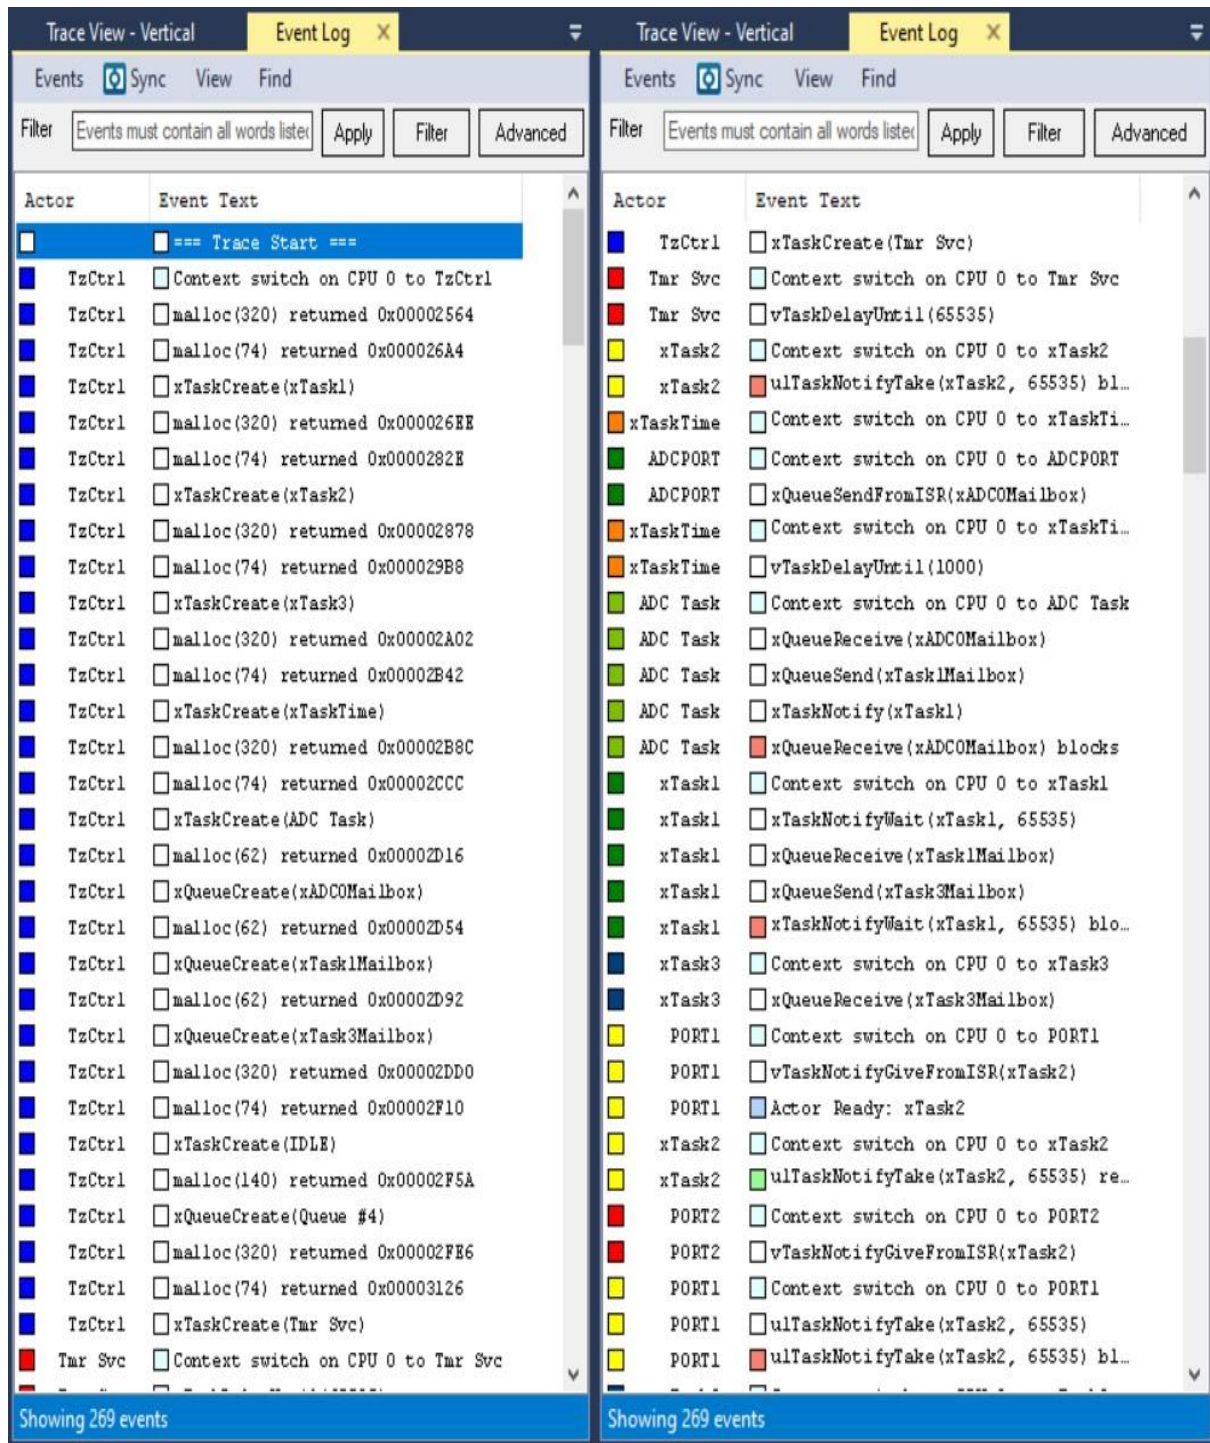 Trace View - Vertical Event Log
Events Sync View Find
Filter Events must contain all words listec Apply Filter Advanced
Actor Event Text
=== Trace Start ===
TzCtrl Context switch on CPU 0 to TzCtrl
TzCtrl malloc(320) returned 0x00002564
TzCtrl malloc(74) returned 0x000026A4
TzCtrl xTaskCreate(xTask1)
TzCtrl malloc(320) returned 0x000026EE
TzCtrl malloc(74) returned 0x0000282E
TzCtrl xTaskCreate(xTask2)
TzCtrl malloc(320) returned 0x00002878
TzCtrl malloc(74) returned 0x000029B8
TzCtrl xTaskCreate(xTask3)
TzCtrl malloc(320) returned 0x00002A02
TzCtrl malloc(74) returned 0x00002B42
TzCtrl xTaskCreate(xTaskTime)
TzCtrl malloc(320) returned 0x00002B8C
TzCtrl malloc(74) returned 0x00002CCC
TzCtrl xTaskCreate(ADC Task)
TzCtrl malloc(62) returned 0x00002D16
TzCtrl xQueueCreate(xADC0Mailbox)
TzCtrl malloc(62) returned 0x00002D54
TzCtrl xQueueCreate(xTask1Mailbox)
TzCtrl malloc(62) returned 0x00002D92
TzCtrl xQueueCreate(xTask3Mailbox)
TzCtrl malloc(320) returned 0x00002DD0
TzCtrl malloc(74) returned 0x00002F10
TzCtrl xTaskCreate(IDLE)
TzCtrl malloc(140) returned 0x00002F5A
TzCtrl xQueueCreate(Queue #4)
TzCtrl malloc(320) returned 0x00002FE6
TzCtrl malloc(74) returned 0x00003126
TzCtrl xTaskCreate(Tmr Svc)
Tmr Svc Context switch on CPU 0 to Tmr Svc
Showing 269 events
Trace View - Vertical Event Log
Events Sync View Find
Filter Events must contain all words listec Apply Filter Advanced
Actor Event Text
TzCtrl xTaskCreate(Tmr Svc)
Tmr Svc Context switch on CPU 0 to Tmr Svc
Tmr Svc vTaskDelayUntil(65535)
xTask2 Context switch on CPU 0 to xTask2
xTask2 ulTaskNotifyTake(xTask2, 65535) bl…
xTaskTime Context switch on CPU 0 to xTaskTi…
ADCPORT Context switch on CPU 0 to ADCPORT
ADCPORT xQueueSendFromISR(xADC0Mailbox)
xTaskTime Context switch on CPU 0 to xTaskTi…
xTaskTime vTaskDelayUntil(1000)
ADC Task Context switch on CPU 0 to ADC Task
ADC Task xQueueReceive(xADC0Mailbox)
ADC Task xQueueSend(xTask1Mailbox)
ADC Task xTaskNotify(xTask1)
ADC Task xQueueReceive(xADC0Mailbox) blocks
xTask1 Context switch on CPU 0 to xTask1
xTask1 xTaskNotifyWait(xTask1, 65535)
xTask1 xQueueReceive(xTask1Mailbox)
xTask1 xQueueSend(xTask3Mailbox)
xTask1 xTaskNotifyWait(xTask1, 65535) blo…
xTask3 Context switch on CPU 0 to xTask3
xTask3 xQueueReceive(xTask3Mailbox)
PORT1 Context switch on CPU 0 to PORT1
PORT1 vTaskNotifyGiveFromISR(xTask2)
PORT1 Actor Ready: xTask2
xTask2 Context switch on CPU 0 to xTask2
xTask2 ulTaskNotifyTake(xTask2, 65535) re…
PORT2 Context switch on CPU 0 to PORT2
PORT2 vTaskNotifyGiveFromISR(xTask2)
PORT1 Context switch on CPU 0 to PORT1
PORT1 ulTaskNotifyTake(xTask2, 65535)
PORT1 ulTaskNotifyTake(xTask2, 65535) bl…
Showing 269 events